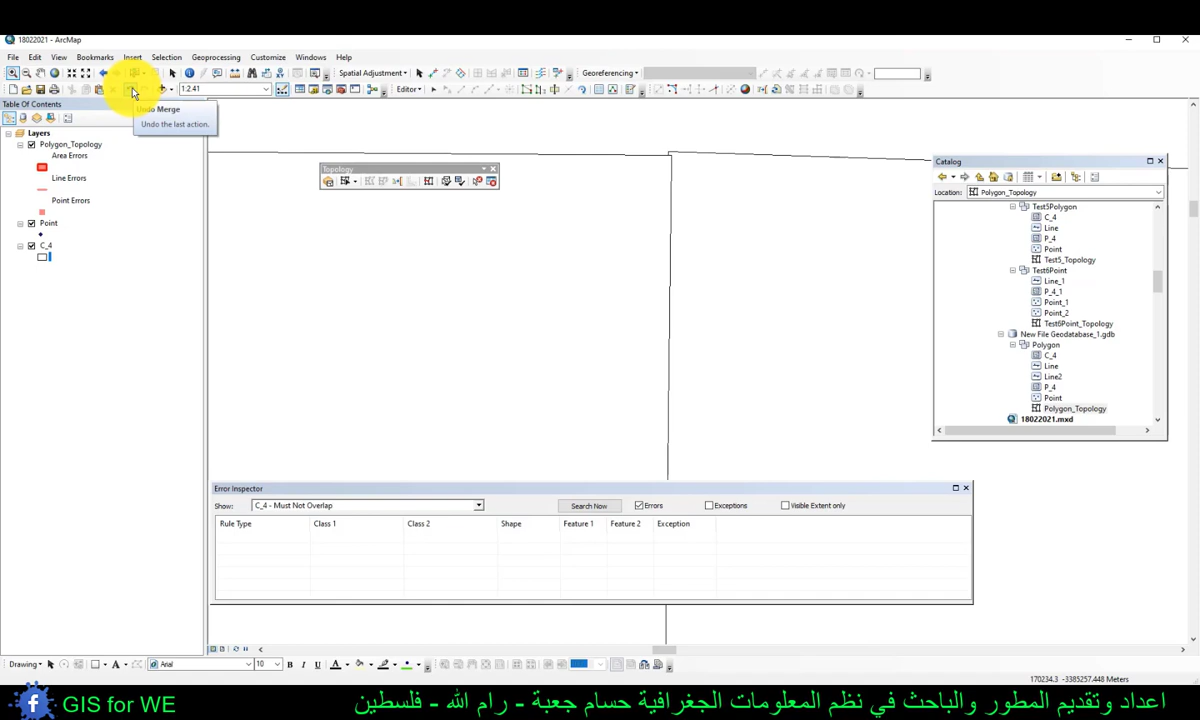 18022021 - ArcMap
File Edit View Bookmarks Insert Selection Geoprocessing Customize Windows Help
Spatial Adjustment
Georeferencing
1:2.41
Editor
Table Of Contents
Undo Merge
Undo the last action.
Layers
Polygon_Topology
Area Errors
Line Errors
Point Errors
Point
C_4
Topology
Catalog
Location: Polygon_Topology
Test5Polygon
C_4
Line
P_4
Point
Test5_Topology
Test6Point
Line_1
P_4_1
Point_1
Point_2
Test6Point_Topology
New File Geodatabase_1.gdb
Polygon
C_4
Line
Line2
P_4
Point
Polygon_Topology
18022021.mxd
Error Inspector
Show: C_4 - Must Not Overlap Search Now Errors Exceptions Visible Extent only
Rule Type Class 1 Class 2 Shape Feature 1 Feature 2 Exception
Drawing Arial 10 B I U A
170234.3 -3385257.448 Meters
GIS for WE
اعداد وتقديم المطور والباحث في نظم المعلومات الجغرافية حسام جعبة - رام الله - فلسطين